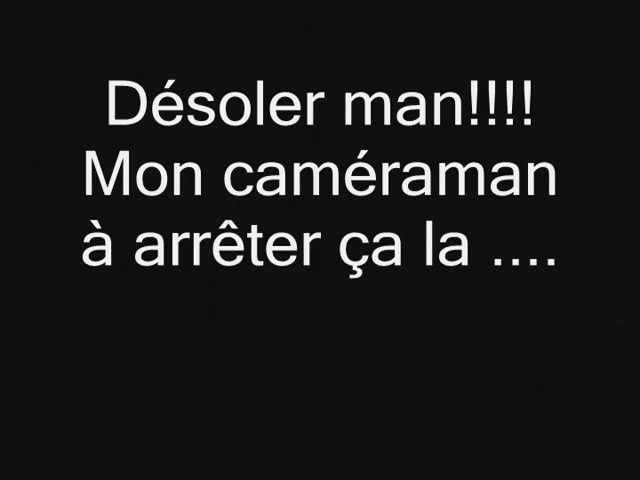 Désoler man!!!!
Mon caméraman
à arrêter ça la ....